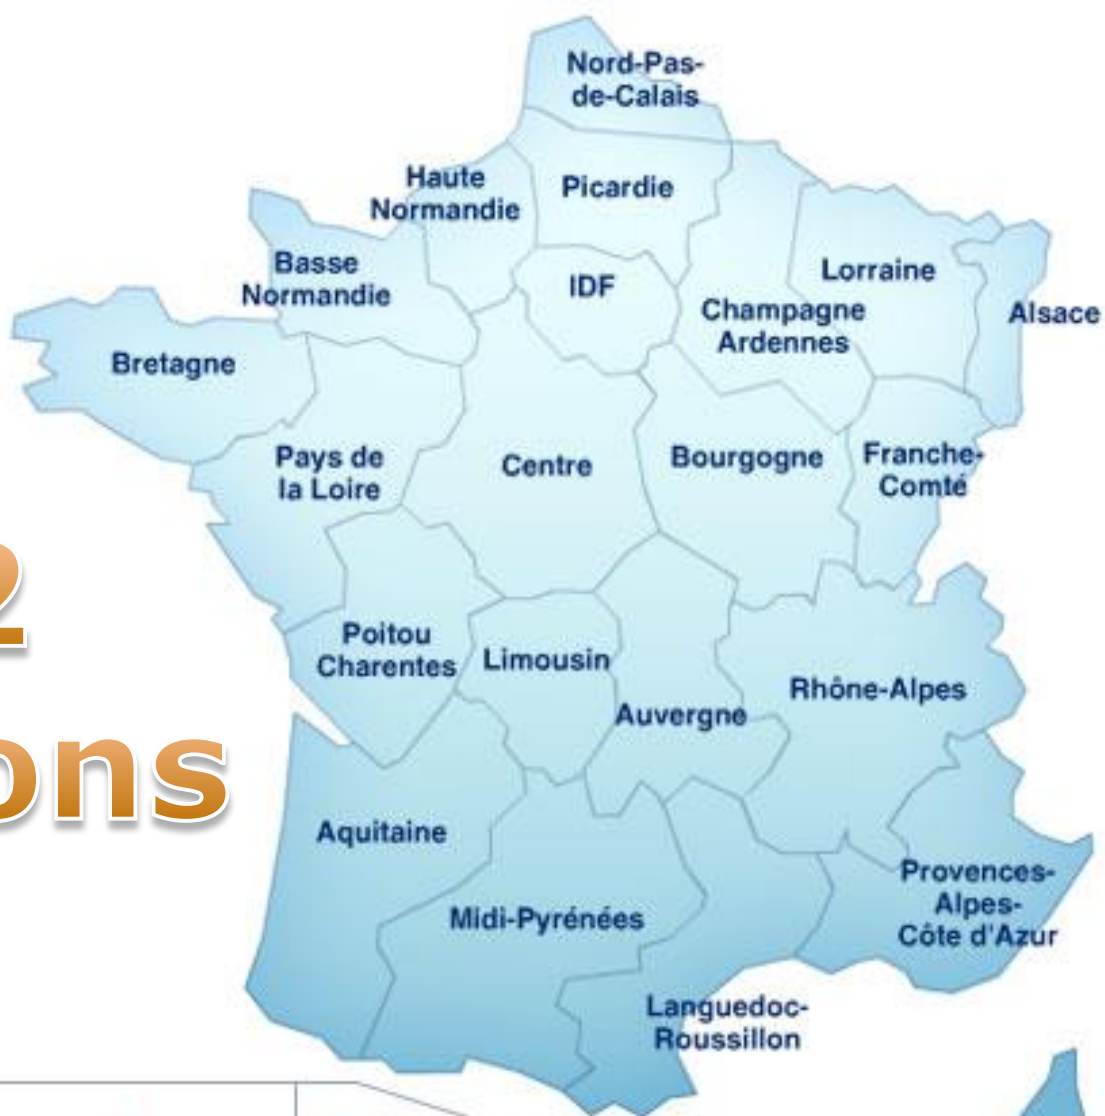 Nord-Pas-
de-Calais
Haute
Normandie
Picardie
Basse
Normandie
IDF
Lorraine
Champagne
Ardennes
Alsace
Bretagne
Pays de
la Loire
Centre
Bourgogne
Franche-
Comté
2
Poitou
Charentes
Limousin
Rhône-Alpes
Auvergne
ons
Aquitaine
Provences-
Alpes-
Côte d'Azur
Midi-Pyrénées
Languedoc-
Roussillon